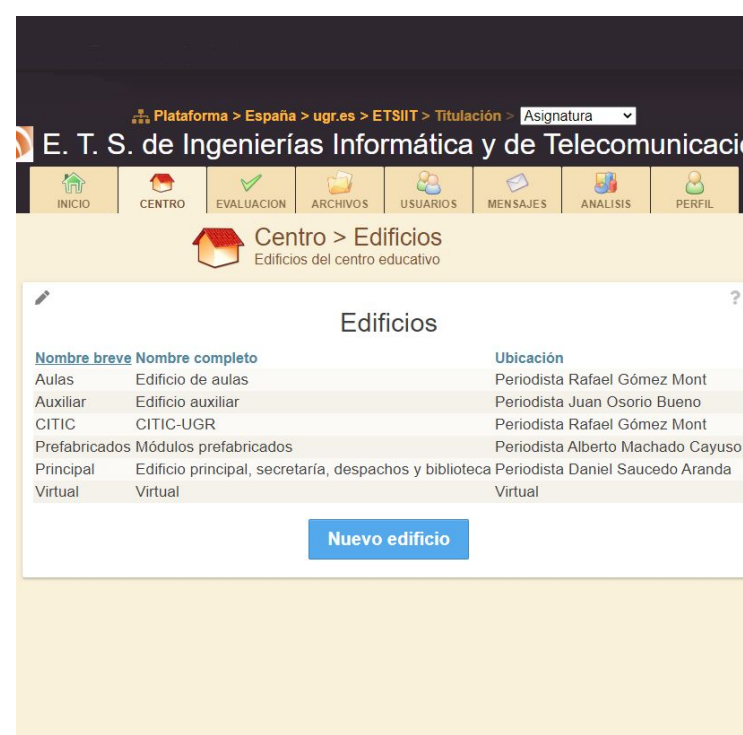 Plataforma > España > ugr.es > ETSIIT > Titulación > Asignatura
E. T. S. de Ingenierías Informática y de Telecomunicaci
INICIO CENTRO EVALUACION ARCHIVOS USUARIOS MENSAJES ANALISIS PERFIL
Centro > Edificios
Edificios del centro educativo
?
Edificios
Nombre breve Nombre completo Ubicación
Aulas Edificio de aulas Periodista Rafael Gómez Mont
Auxiliar Edificio auxiliar Periodista Juan Osorio Bueno
CITIC CITIC-UGR Periodista Rafael Gómez Mont
Prefabricados Módulos prefabricados Periodista Alberto Machado Cayuso
Principal Edificio principal, secretaría, despachos y biblioteca Periodista Daniel Saucedo Aranda
Virtual Virtual Virtual
Nuevo edificio